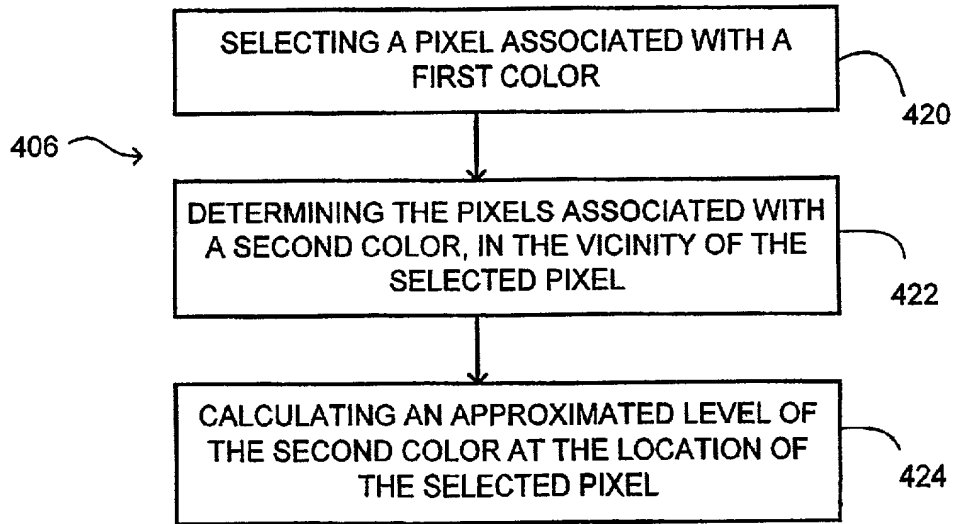 SELECTING A PIXEL ASSOCIATED WITH A
FIRST COLOR
420
406
DETERMINING THE PIXELS ASSOCIATED WITH
A SECOND COLOR, IN THE VICINITY OF THE
SELECTED PIXEL
422
CALCULATING AN APPROXIMATED LEVEL OF
THE SECOND COLOR AT THE LOCATION OF
THE SELECTED PIXEL
424